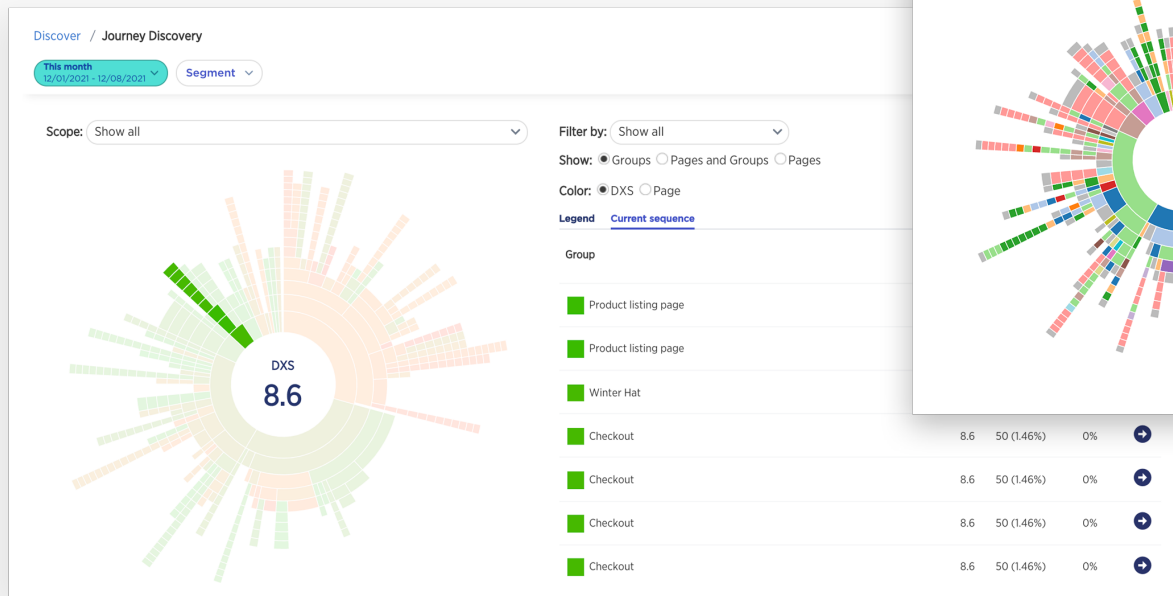 Discover / Journey Discovery
This month
12/01/2021 - 12/08/2021
Segment
Scope: Show all
Filter by: Show all
Show: Groups Pages and Groups Pages
Color: DXS Page
Legend Current sequence
Group
Product listing page
Product listing page
Winter Hat
Checkout 8.6 50 (1.46%) 0%
Checkout 8.6 50 (1.46%) 0%
Checkout 8.6 50 (1.46%) 0%
Checkout 8.6 50 (1.46%) 0%
DXS
8.6